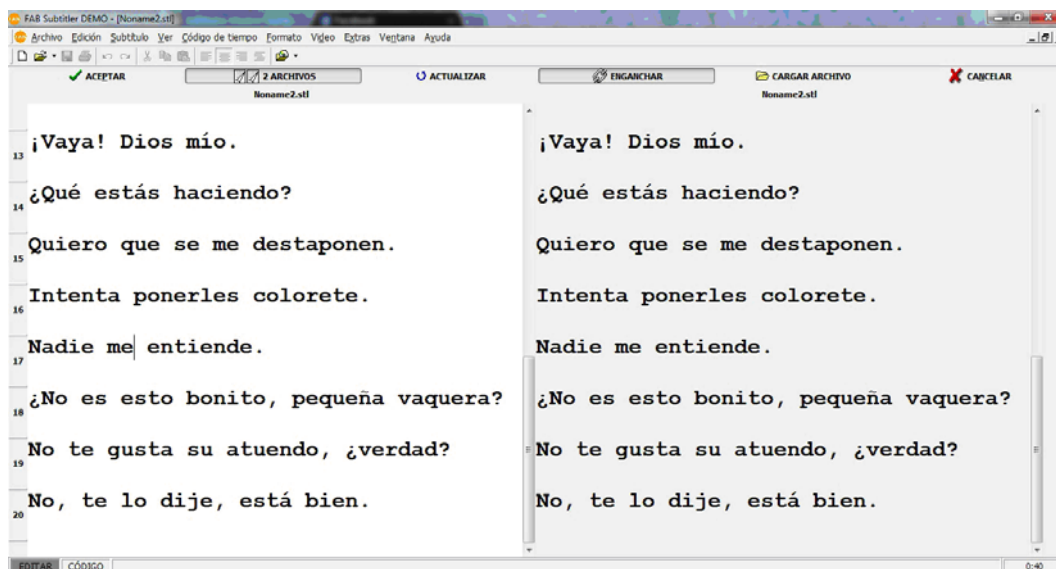 FAB Subtitler DEMO - [Noname2.stl]
Archivo Edición Subtítulo Ver Código de tiempo Formato Video Extras Ventana Ayuda
ACEPTAR 2 ARCHIVOS ACTUALIZAR ENGANCHAR CARGAR ARCHIVO CANCELAR
Noname2.stl Noname2.stl
13 ¡Vaya! Dios mío. ¡Vaya! Dios mío.
14 ¿Qué estás haciendo? ¿Qué estás haciendo?
15 Quiero que se me destaponen. Quiero que se me destaponen.
16 Intenta ponerles colorete. Intenta ponerles colorete.
17 Nadie me entiende. Nadie me entiende.
18 ¿No es esto bonito, pequeña vaquera? ¿No es esto bonito, pequeña vaquera?
19 No te gusta su atuendo, ¿verdad? No te gusta su atuendo, ¿verdad?
20 No, te lo dije, está bien. No, te lo dije, está bien.
EDITAR CÓDIGO 0:40